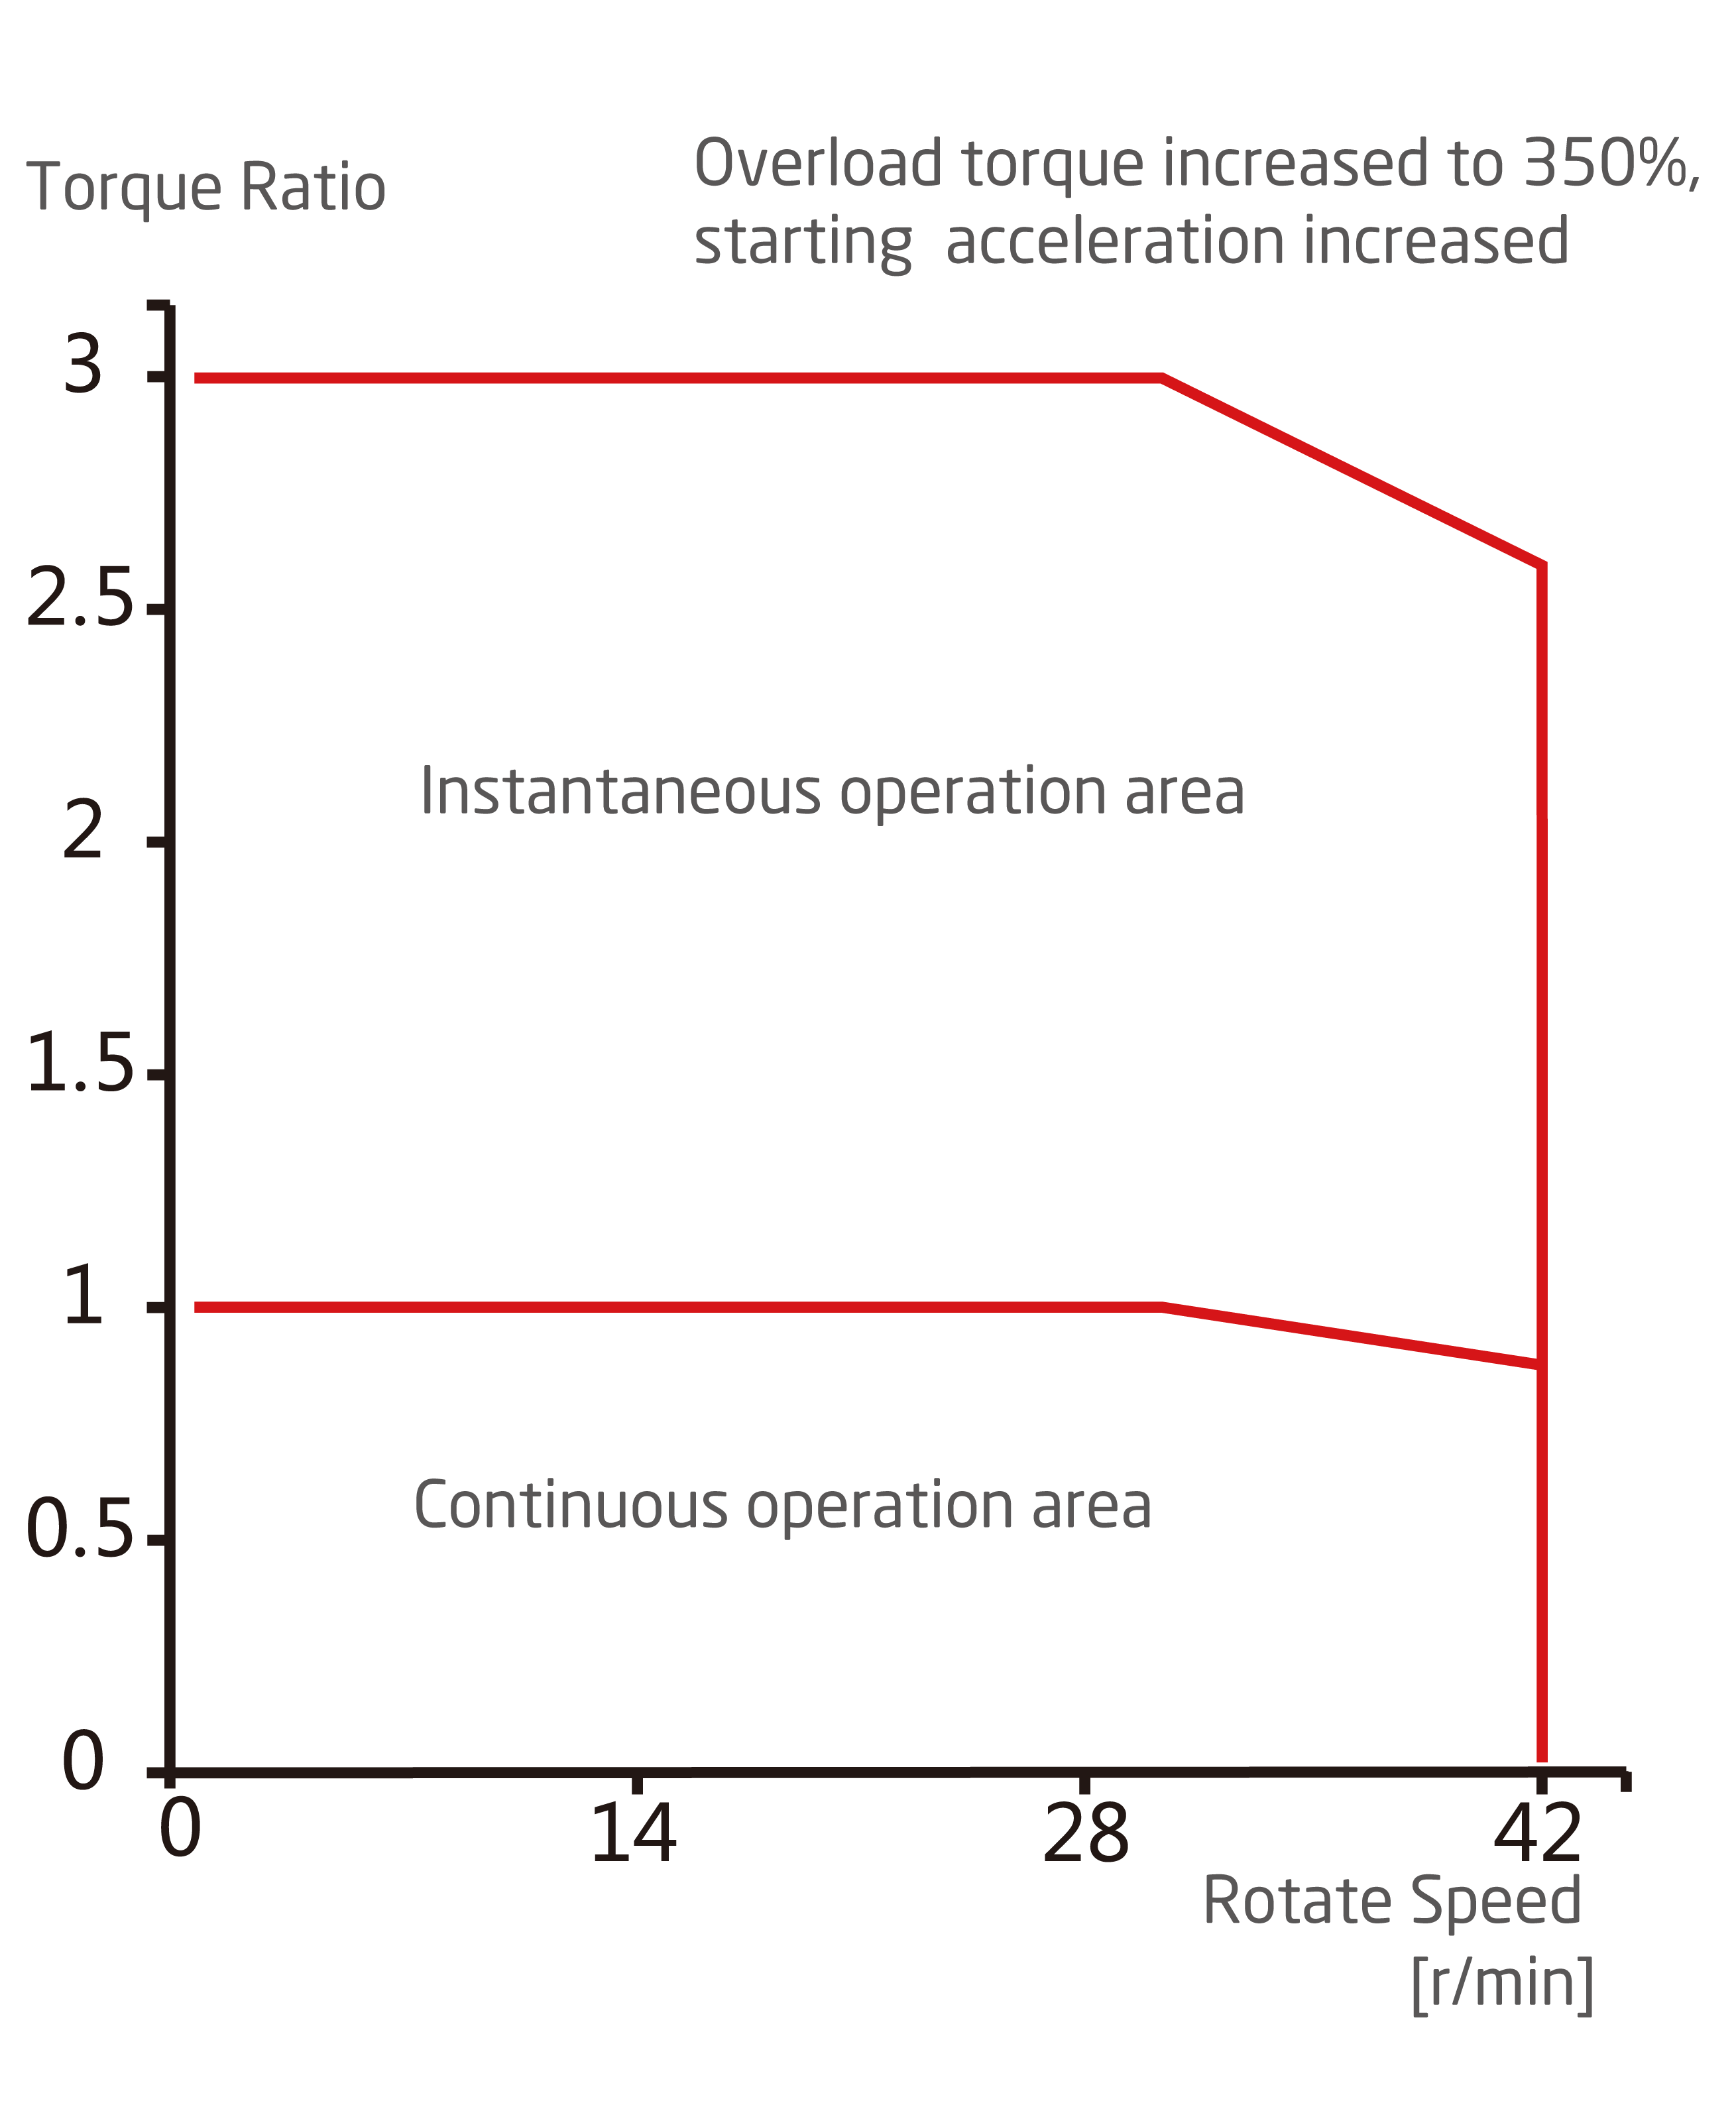 Torque Ratio
Overload torque increased to 350%,
starting acceleration increased
3
2.5
2
1.5
1
0.5
0
Instantaneous operation area
Continuous operation area
0 14 28 42
Rotate Speed
[r/min]